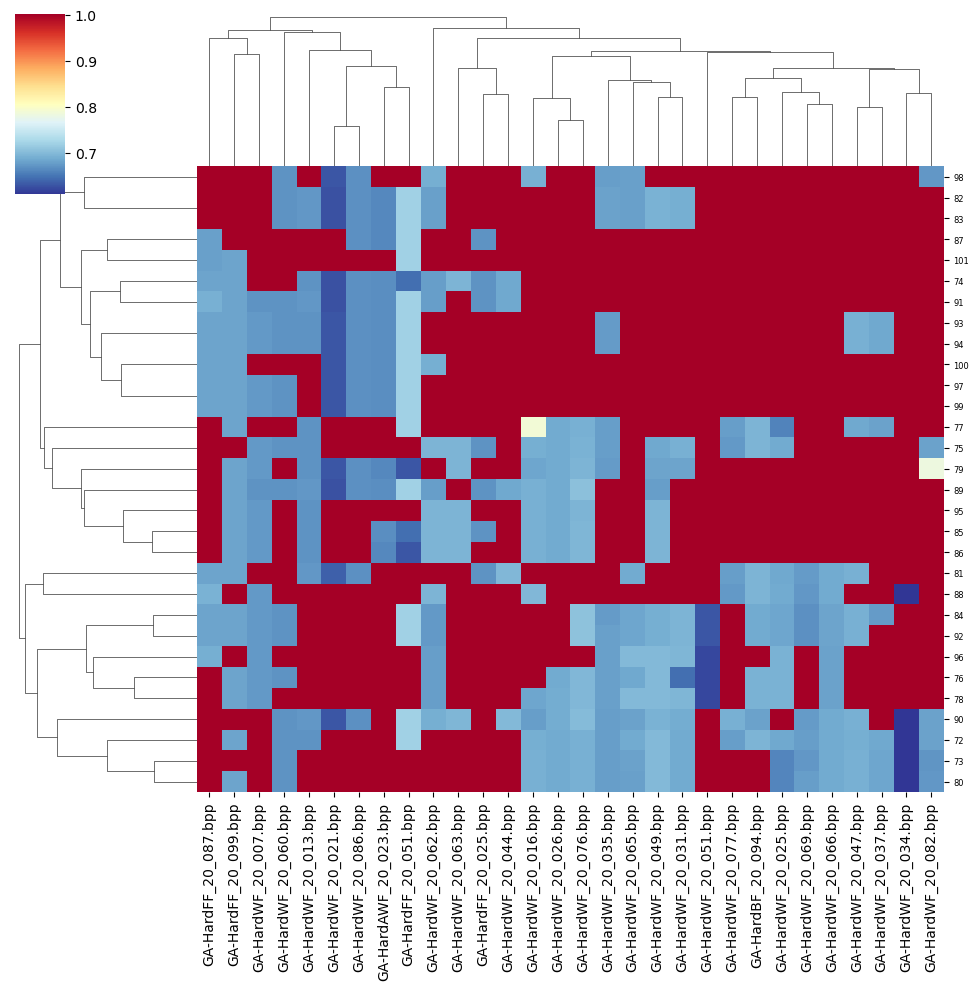 1.0
0.9
0.8
0.7
98
82
83
87
101
74
91
93
94
100
97
99
77
75
79
89
95
85
86
81
88
84
92
96
76
78
90
72
73
80
GA-HardFF_20_087.bpp
GA-HardFF_20_099.bpp
GA-HardWF_20_007.bpp
GA-HardWF_20_060.bpp
GA-HardWF_20_013.bpp
GA-HardWF_20_021.bpp
GA-HardWF_20_086.bpp
GA-HardAWF_20_023.bpp
GA-HardFF_20_051.bpp
GA-HardWF_20_062.bpp
GA-HardWF_20_063.bpp
GA-HardFF_20_025.bpp
GA-HardWF_20_044.bpp
GA-HardWF_20_016.bpp
GA-HardWF_20_026.bpp
GA-HardWF_20_076.bpp
GA-HardWF_20_035.bpp
GA-HardWF_20_065.bpp
GA-HardWF_20_049.bpp
GA-HardWF_20_031.bpp
GA-HardWF_20_051.bpp
GA-HardWF_20_077.bpp
GA-HardBF_20_094.bpp
GA-HardWF_20_025.bpp
GA-HardWF_20_069.bpp
GA-HardWF_20_066.bpp
GA-HardWF_20_047.bpp
GA-HardWF_20_037.bpp
GA-HardWF_20_034.bpp
GA-HardWF_20_082.bpp